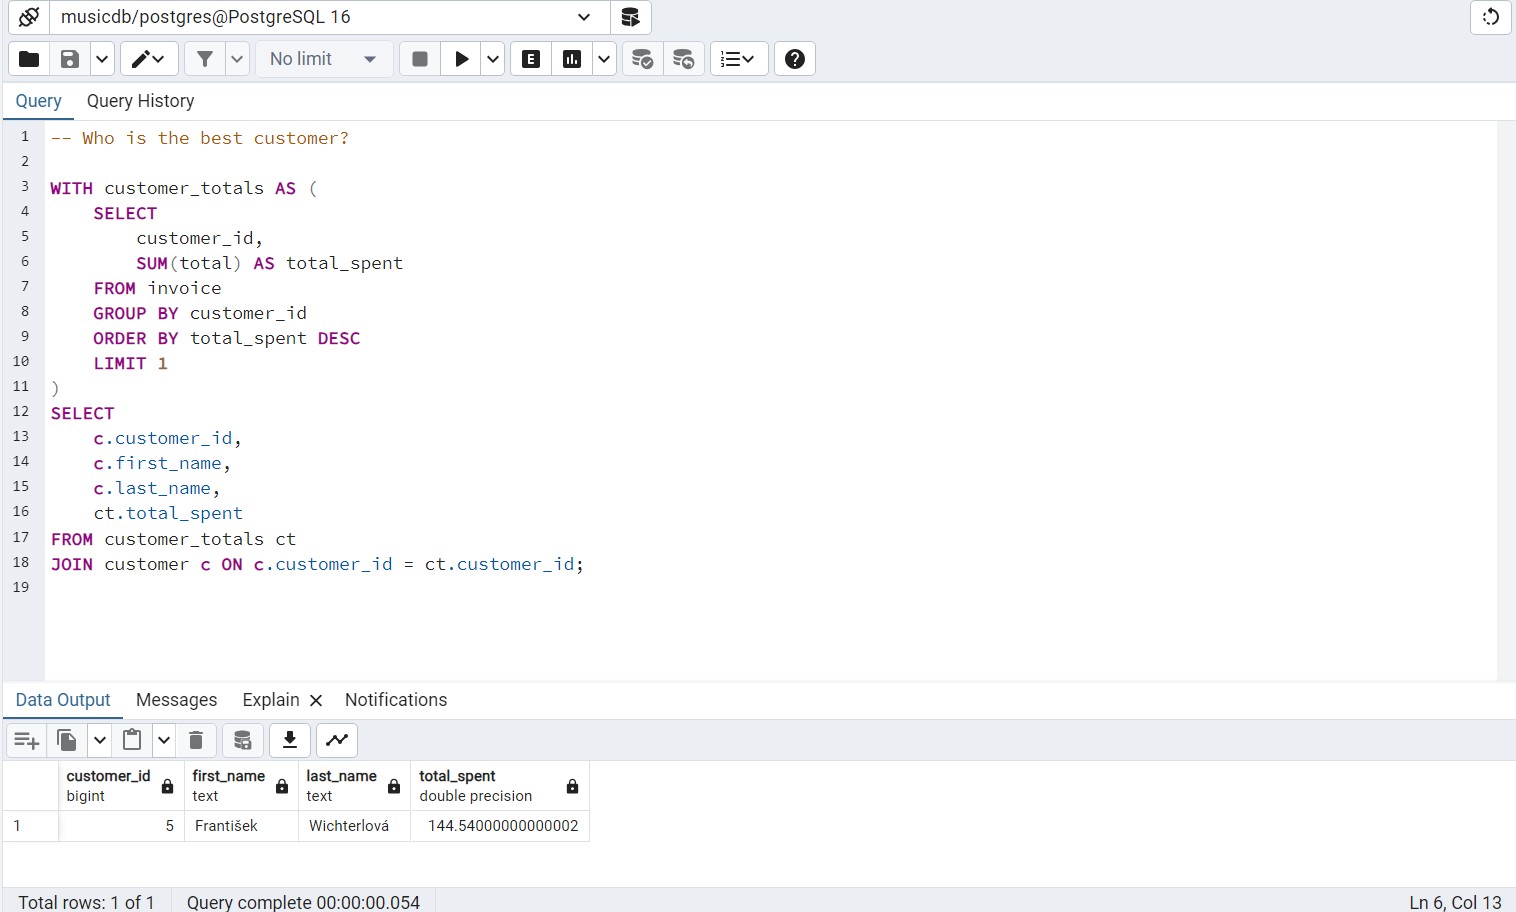 musicdb/postgres@PostgreSQL 16
No limit
E
Query Query History
1 -- Who is the best customer?
2
3 WITH customer_totals AS (
4 SELECT
5 customer_id,
6 SUM(total) AS total_spent
7 FROM invoice
8 GROUP BY customer_id
9 ORDER BY total_spent DESC
10 LIMIT 1
11 )
12 SELECT
13 c.customer_id,
14 c.first_name,
15 c.last_name,
16 ct.total_spent
17 FROM customer_totals ct
18 JOIN customer c ON c.customer_id = ct.customer_id;
19
Data Output Messages Explain Notifications
customer_id first_name last_name total_spent
bigint text text double precision
1 5 František Wichterlová 144.54000000000002
Total rows: 1 of 1 Query complete 00:00:00.054 Ln 6, Col 13